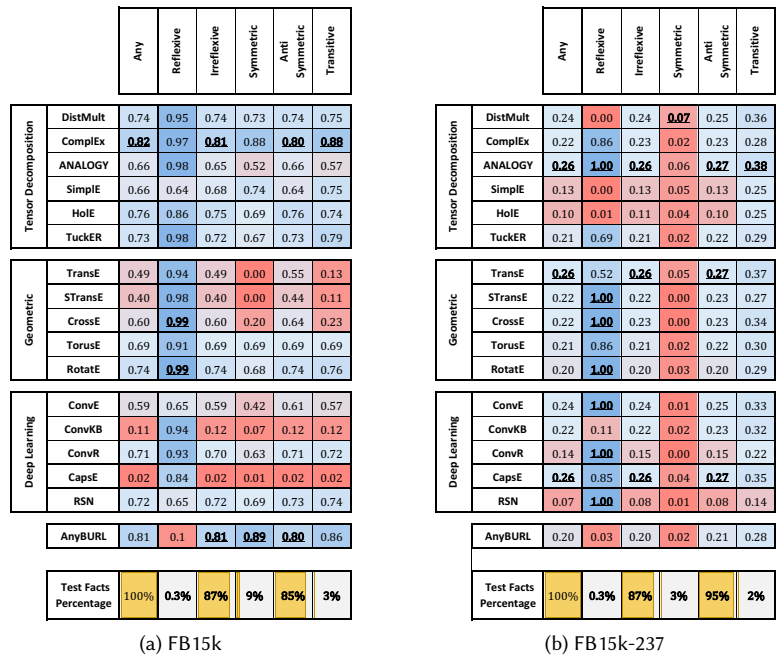 Any Reflexive Irreflexive Symmetric Anti Symmetric Transitive
Tensor Decomposition
DistMult 0.74 0.95 0.74 0.73 0.74 0.75
ComplEx 0.82 0.97 0.81 0.88 0.80 0.88
ANALOGY 0.66 0.98 0.65 0.52 0.66 0.57
SimplE 0.66 0.64 0.68 0.74 0.64 0.75
HolE 0.76 0.86 0.75 0.69 0.76 0.74
TuckER 0.73 0.98 0.72 0.67 0.73 0.79
Geometric
TransE 0.49 0.94 0.49 0.00 0.55 0.13
STransE 0.40 0.98 0.40 0.00 0.44 0.11
CrossE 0.60 0.99 0.60 0.20 0.64 0.23
TorusE 0.69 0.91 0.69 0.69 0.69 0.69
RotatE 0.74 0.99 0.74 0.68 0.74 0.76
Deep Learning
ConvE 0.59 0.65 0.59 0.42 0.61 0.57
ConvKB 0.11 0.94 0.12 0.07 0.12 0.12
ConvR 0.71 0.93 0.70 0.63 0.71 0.72
CapsE 0.02 0.84 0.02 0.01 0.02 0.02
RSN 0.72 0.65 0.72 0.69 0.73 0.74
AnyBURL 0.81 0.1 0.81 0.89 0.80 0.86
Test Facts
Percentage 100% 0.3% 87% 9% 85% 3%
(a) FB15k
Any Reflexive Irreflexive Symmetric Anti Symmetric Transitive
Tensor Decomposition
DistMult 0.24 0.00 0.24 0.07 0.25 0.36
ComplEx 0.22 0.86 0.23 0.02 0.23 0.28
ANALOGY 0.26 1.00 0.26 0.06 0.27 0.38
SimplE 0.13 0.00 0.13 0.05 0.13 0.25
HolE 0.10 0.01 0.11 0.04 0.10 0.25
TuckER 0.21 0.69 0.21 0.02 0.22 0.29
Geometric
TransE 0.26 0.52 0.26 0.05 0.27 0.37
STransE 0.22 1.00 0.22 0.00 0.23 0.27
CrossE 0.22 1.00 0.23 0.00 0.23 0.34
TorusE 0.21 0.86 0.21 0.02 0.22 0.30
RotatE 0.20 1.00 0.20 0.03 0.20 0.29
Deep Learning
ConvE 0.24 1.00 0.24 0.01 0.25 0.33
ConvKB 0.22 0.11 0.22 0.02 0.23 0.32
ConvR 0.14 1.00 0.15 0.00 0.15 0.22
CapsE 0.26 0.85 0.26 0.04 0.27 0.35
RSN 0.07 1.00 0.08 0.01 0.08 0.14
AnyBURL 0.20 0.03 0.20 0.02 0.21 0.28
Test Facts
Percentage 100% 0.3% 87% 3% 95% 2%
(b) FB15k-237